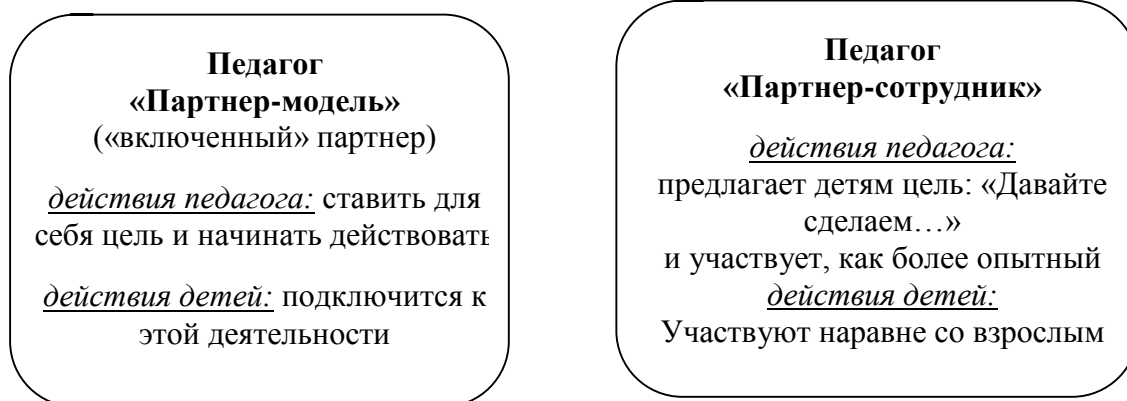 Педагог
«Партнер-модель»
(«включенный» партнер)
действия педагога: ставить для
себя цель и начинать действовать
действия детей: подключится к
этой деятельности
Педагог
«Партнер-сотрудник»
действия педагога:
предлагает детям цель: «Давайте
сделаем…»
и участвует, как более опытный
действия детей:
Участвуют наравне со взрослым